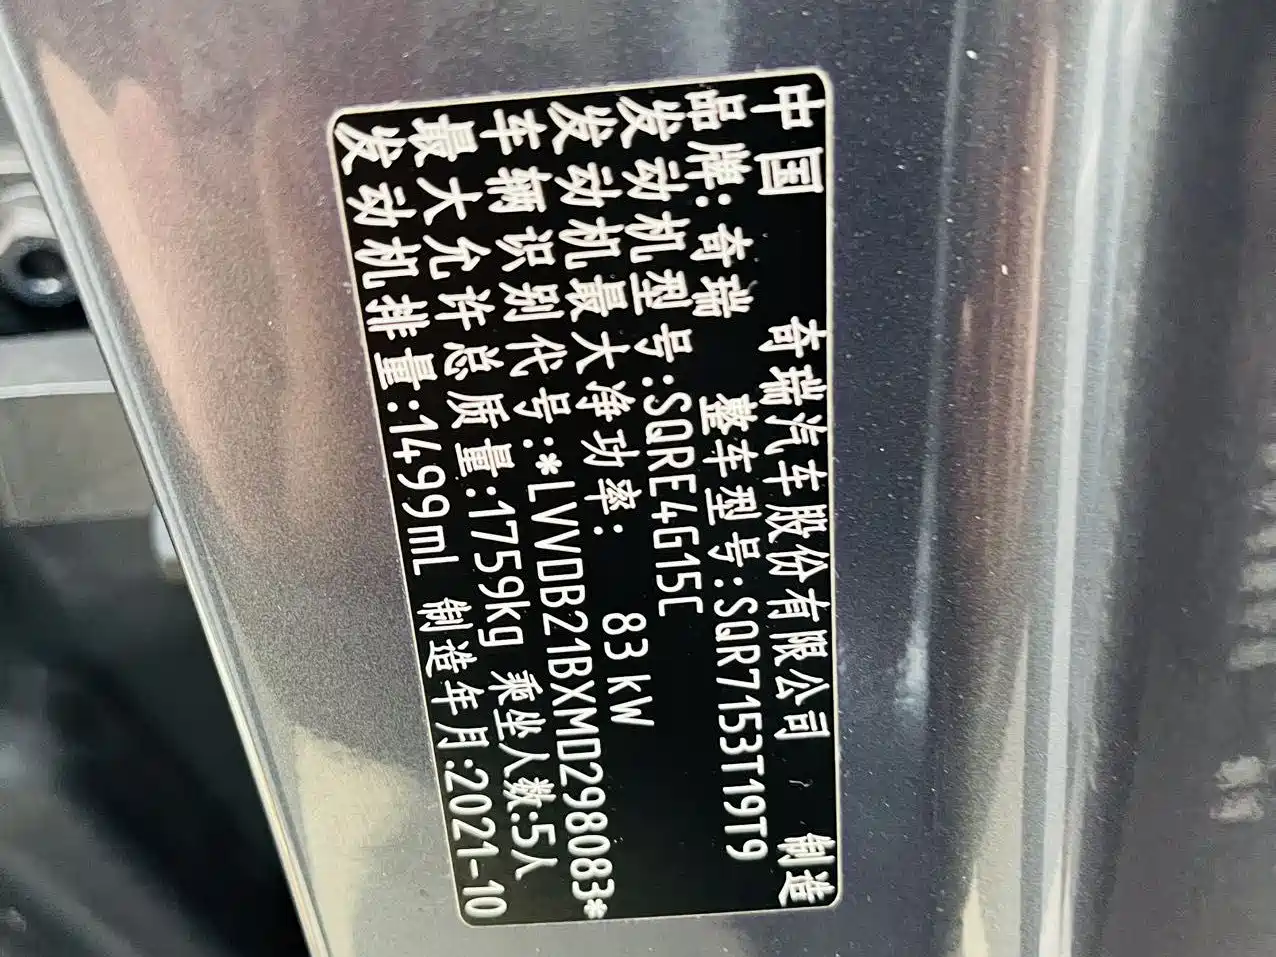 中国 奇瑞汽车股份有限公司 制造
品牌:奇瑞 整车型号:SQR7153T19T9
发动机型号:SQRE4G15C
发动机最大净功率: 83kW
车辆识别代号:*LVVDB21BXMD298083*
最大允许总质量:1759kg 乘坐人数:5人
发动机排量:1499mL 制造年月:2021-10